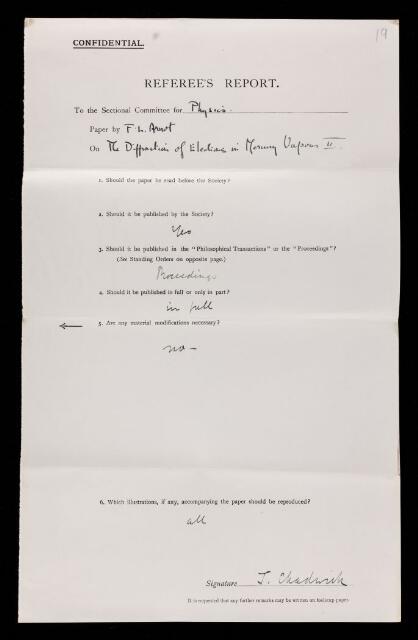 19
CONFIDENTIAL.
REFEREE'S REPORT.
To the Sectional Committee for Physics.
Paper by F. L. Arnot
On The Diffraction of Electrons in Mercury Vapour II.
1. Should the paper be read before the Society?
2. Should it be published by the Society?
Yes
3. Should it be published in the "Philosophical Transactions" or the "Proceedings"?
(See Standing Orders on opposite page.)
Proceedings
4. Should it be published in full or only in part?
in full
5. Are any material modifications necessary?
no -
6. Which illustrations, if any, accompanying the paper should be reproduced?
all
Signature J. Chadwick
It is requested that any further remarks may be written on foolscap paper.